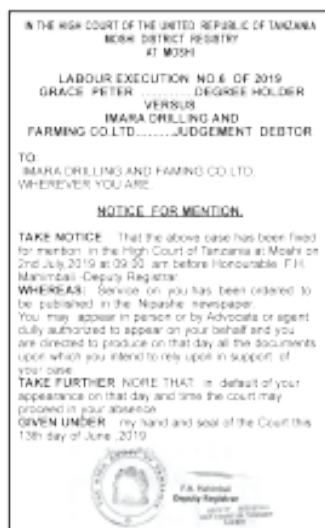 IN THE HIGH COURT OF THE UNITED REPUBLIC OF TANZANIA
MOSHI DISTRICT REGISTRY
AT MOSHI
LABOUR EXECUTION NO.6 OF 2019
GRACE PETER ............DEGREE HOLDER
VERSUS
IMARA DRILLING AND
FARMING CO.LTD........JUDGEMENT DEBTOR
TO:
IMARA DRILLING AND FAMING CO.LTD.
WHEREVER YOU ARE.
NOTICE FOR MENTION.
TAKE NOTICE That the above case has been fixed
for mention in the High Court of Tanzania at Moshi on
2nd July,2019 at 09:30 am before Honourable F.H.
Mahimbali -Deputy Registrar
WHEREAS: Service on you has been ordered to
be published in the Nipashe newspaper.
You may appear in person or by Advocate or agent
dully authorized to appear on your behalf and you
are directed to produce on that day all the documents
upon which you intend to rely upon in support of
your case
TAKE FURTHER NORE THAT in default of your
appearance on that day and time the court may
proceed in your absence
GIVEN UNDER my hand and seal of the Court this
13th day of June ,2019
F.H. Mahimbali
Deputy Registrar